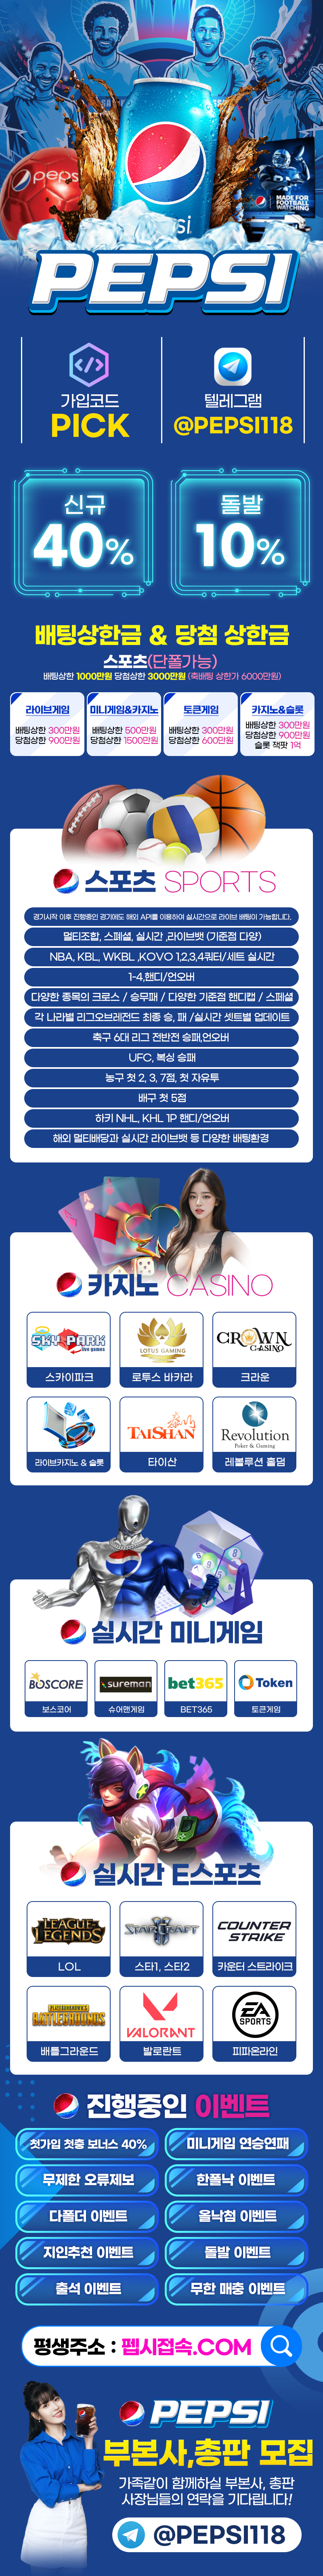 pepsi
MADE FOR
FOOTBALL
WATCHING
PEPSI
가입코드
PICK
텔레그램
@PEPSI118
신규
40%
돌발
10%
배팅상한금 & 당첨 상한금
스포츠(단폴가능)
배팅상한 1000만원 당첨상한 3000만원 (축배팅 상한가 6000만원)
라이브게임
배팅상한 300만원
당첨상한 900만원
미니게임&카지노
배팅상한 500만원
당첨상한 1500만원
토큰게임
배팅상한 300만원
당첨상한 600만원
카지노&슬롯
배팅상한 300만원
당첨상한 900만원
슬롯 잭팟 1억
스포츠 SPORTS
경기시작 이후 진행중인 경기에도 해외 API를 이용하여 실시간으로 라이브 배팅이 가능합니다.
멀티조합, 스페셜, 실시간 ,라이브벳 (기준점 다양)
NBA, KBL, WKBL ,KOVO 1,2,3,4쿼터/세트 실시간
1-4,핸디/언오버
다양한 종목의 크로스 / 승무패 / 다양한 기준점 핸디캡 / 스페셜
각 나라별 리그오브레전드 최종 승, 패 /실시간 셋트별 업데이트
축구 6대 리그 전반전 승패,언오버
UFC, 복싱 승패
농구 첫 2, 3, 7점, 첫 자유투
배구 첫 5점
하키 NHL, KHL 1P 핸디/언오버
해외 멀티배당과 실시간 라이브벳 등 다양한 배팅환경
카지노 CASINO
SKY PARK
live games
스카이파크
LOTUS GAMING
로투스 바카라
CROWN
CASINO
크라운
라이브카지노 & 슬롯
TAISHAN
타이산
Revolution
Poker & Gaming
레볼루션 홀덤
실시간 미니게임
BOSCORE
보스코어
sureman
슈어맨게임
bet365
BET365
Token
토큰게임
실시간 E스포츠
LEAGUE
LEGENDS
LOL
STARCRAFT
II
스타1, 스타2
COUNTER
STRIKE
카운터 스트라이크
BATTLEGROUNDS
배틀그라운드
VALORANT
발로란트
EA
SPORTS
피파온라인
진행중인 이벤트
첫가입 첫충 보너스 40%
미니게임 연승연패
무제한 오류제보
한폴낙 이벤트
다폴더 이벤트
올낙첨 이벤트
지인추천 이벤트
돌발 이벤트
출석 이벤트
무한 매충 이벤트
평생주소 : 펩시접속.COM
PEPSI
부본사,총판 모집
가족같이 함께하실 부본사, 총판
사장님들의 연락을 기다립니다!
@PEPSI118